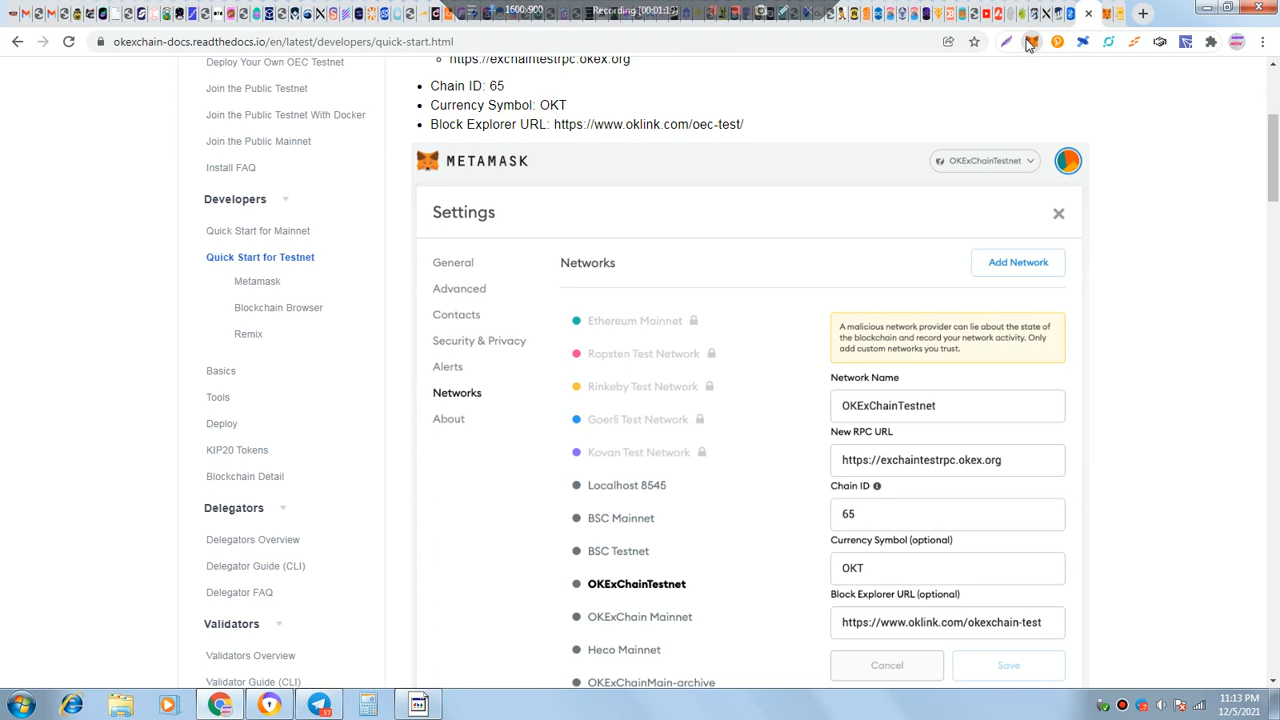 1600:900
Recording [00:01:19]
okexchain-docs.readthedocs.io/en/latest/developers/quick-start.html
Deploy Your Own OEC Testnet
Join the Public Testnet
Join the Public Testnet With Docker
Join the Public Mainnet
Install FAQ
Developers
Quick Start for Mainnet
Quick Start for Testnet
Metamask
Blockchain Browser
Remix
Basics
Tools
Deploy
KIP20 Tokens
Blockchain Detail
Delegators
Delegators Overview
Delegator Guide (CLI)
Delegator FAQ
Validators
Validators Overview
Validator Guide (CLI)
https://exchaintestrpc.okex.org
Chain ID: 65
Currency Symbol: OKT
Block Explorer URL: https://www.oklink.com/oec-test/
METAMASK
OKExChainTestnet
Settings
General
Advanced
Contacts
Security & Privacy
Alerts
Networks
About
Networks
Add Network
Ethereum Mainnet
Ropsten Test Network
Rinkeby Test Network
Goerli Test Network
Kovan Test Network
Localhost 8545
BSC Mainnet
BSC Testnet
OKExChainTestnet
OKExChain Mainnet
Heco Mainnet
OKExChainMain-archive
A malicious network provider can lie about the state of
the blockchain and record your network activity. Only
add custom networks you trust.
Network Name
OKExChainTestnet
New RPC URL
https://exchaintestrpc.okex.org
Chain ID
65
Currency Symbol (optional)
OKT
Block Explorer URL (optional)
https://www.oklink.com/okexchain-test
Cancel
Save
11:13 PM
12/5/2021